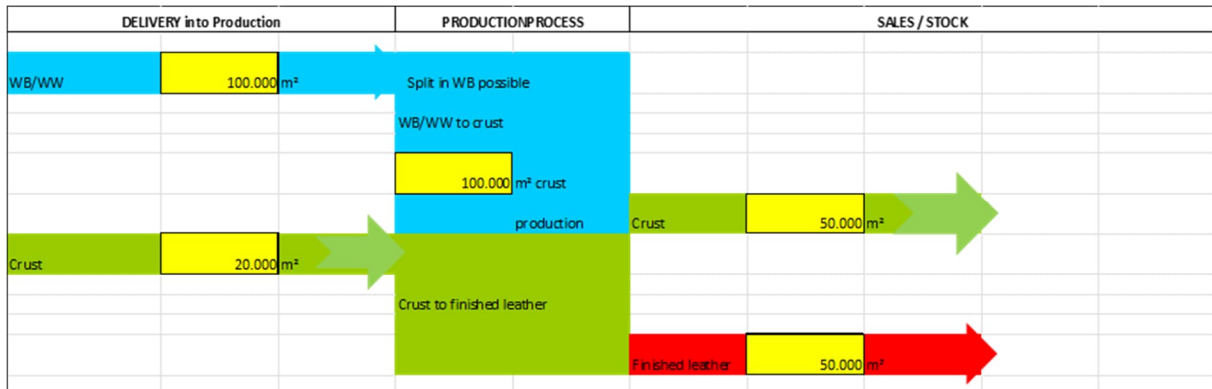 DELIVERY into Production PRODUCTIONPROCESS SALES / STOCK
WB/WW 100.000 m² Split in WB possible
WB/WW to crust
100.000 m² crust
production Crust 50.000 m²
Crust 20.000 m²
Crust to finished leather
Finished leather 50.000 m²